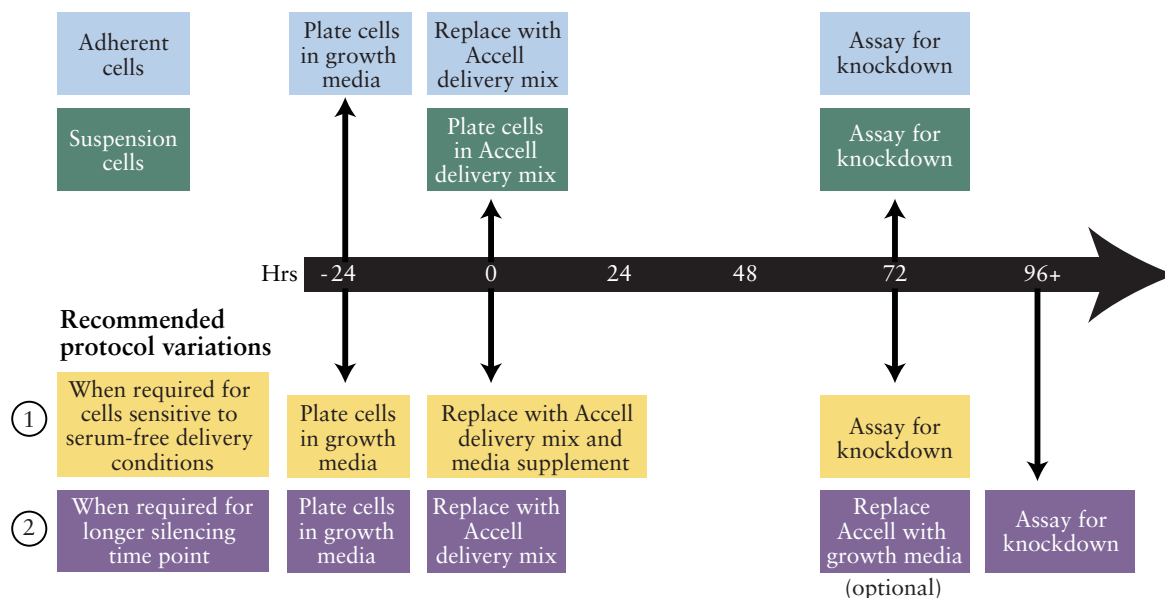 Adherent
cells
Plate cells
in growth
media
Replace with
Accell
delivery mix
Assay for
knockdown
Suspension
cells
Plate cells
in Accell
delivery mix
Assay for
knockdown
Hrs -24 0 24 48 72 96+
Recommended
protocol variations
1
When required for
cells sensitive to
serum-free delivery
conditions
Plate cells
in growth
media
Replace with Accell
delivery mix and
media supplement
Assay for
knockdown
2
When required for
longer silencing
time point
Plate cells
in growth
media
Replace with
Accell
delivery mix
Replace
Accell with
growth media
(optional)
Assay for
knockdown